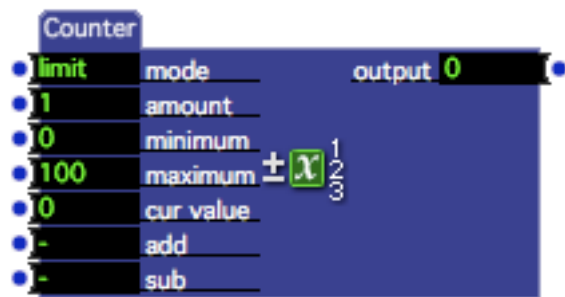 Counter
limit mode output 0
1 amount
0 minimum
100 maximum ± x 1 2 3
0 cur value
- add
- sub